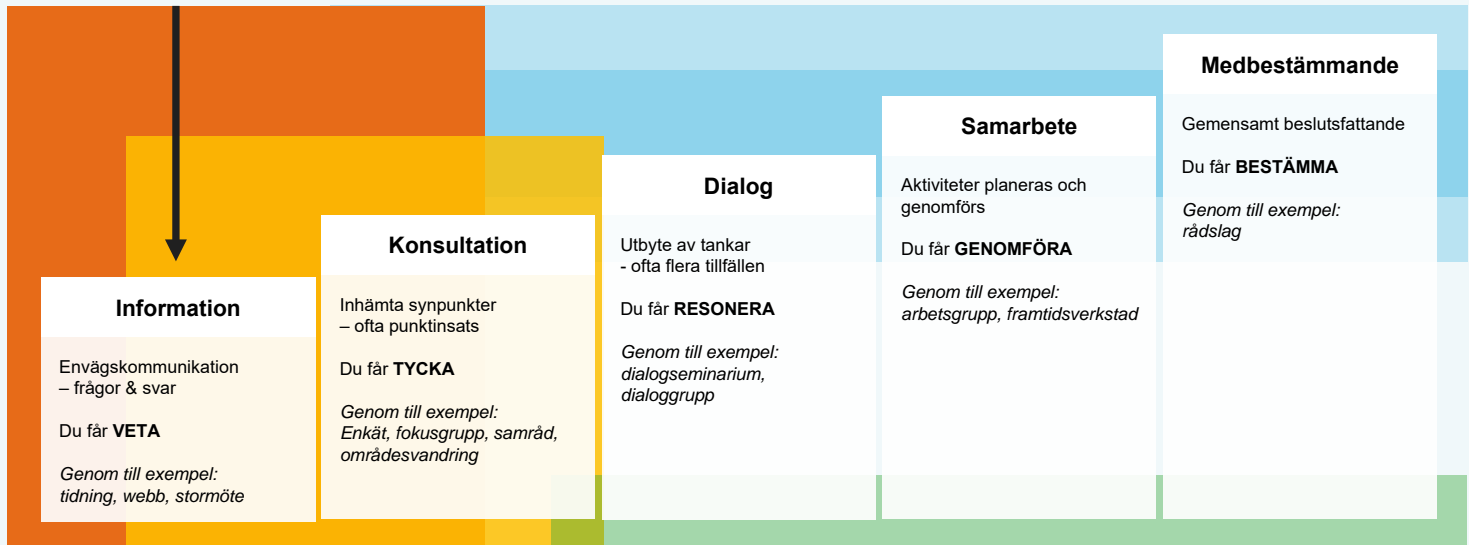 Information
Envägskommunikation
– frågor & svar
Du får VETA
Genom till exempel:
tidning, webb, stormöte
Konsultation
Inhämta synpunkter
– ofta punktinsats
Du får TYCKA
Genom till exempel:
Enkät, fokusgrupp, samråd,
områdesvandring
Dialog
Utbyte av tankar
- ofta flera tillfällen
Du får RESONERA
Genom till exempel:
dialogseminarium,
dialoggrupp
Samarbete
Aktiviteter planeras och
genomförs
Du får GENOMFÖRA
Genom till exempel:
arbetsgrupp, framtidsverkstad
Medbestämmande
Gemensamt beslutsfattande
Du får BESTÄMMA
Genom till exempel:
rådslag